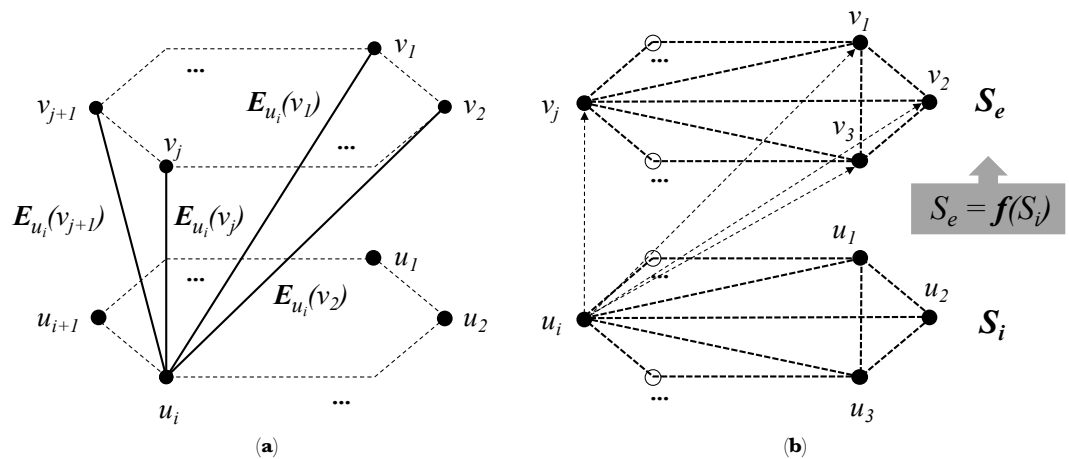 ...
v1
Eui(v1)
vj+1
v2
vj
...
Eui(vj+1)
Eui(vj)
u1
...
Eui(v2)
ui+1
u2
...
ui
(a)
v1
...
v2
vj
Se
v3
...
Se = f(Si)
u1
...
u2
ui
Si
...
u3
(b)